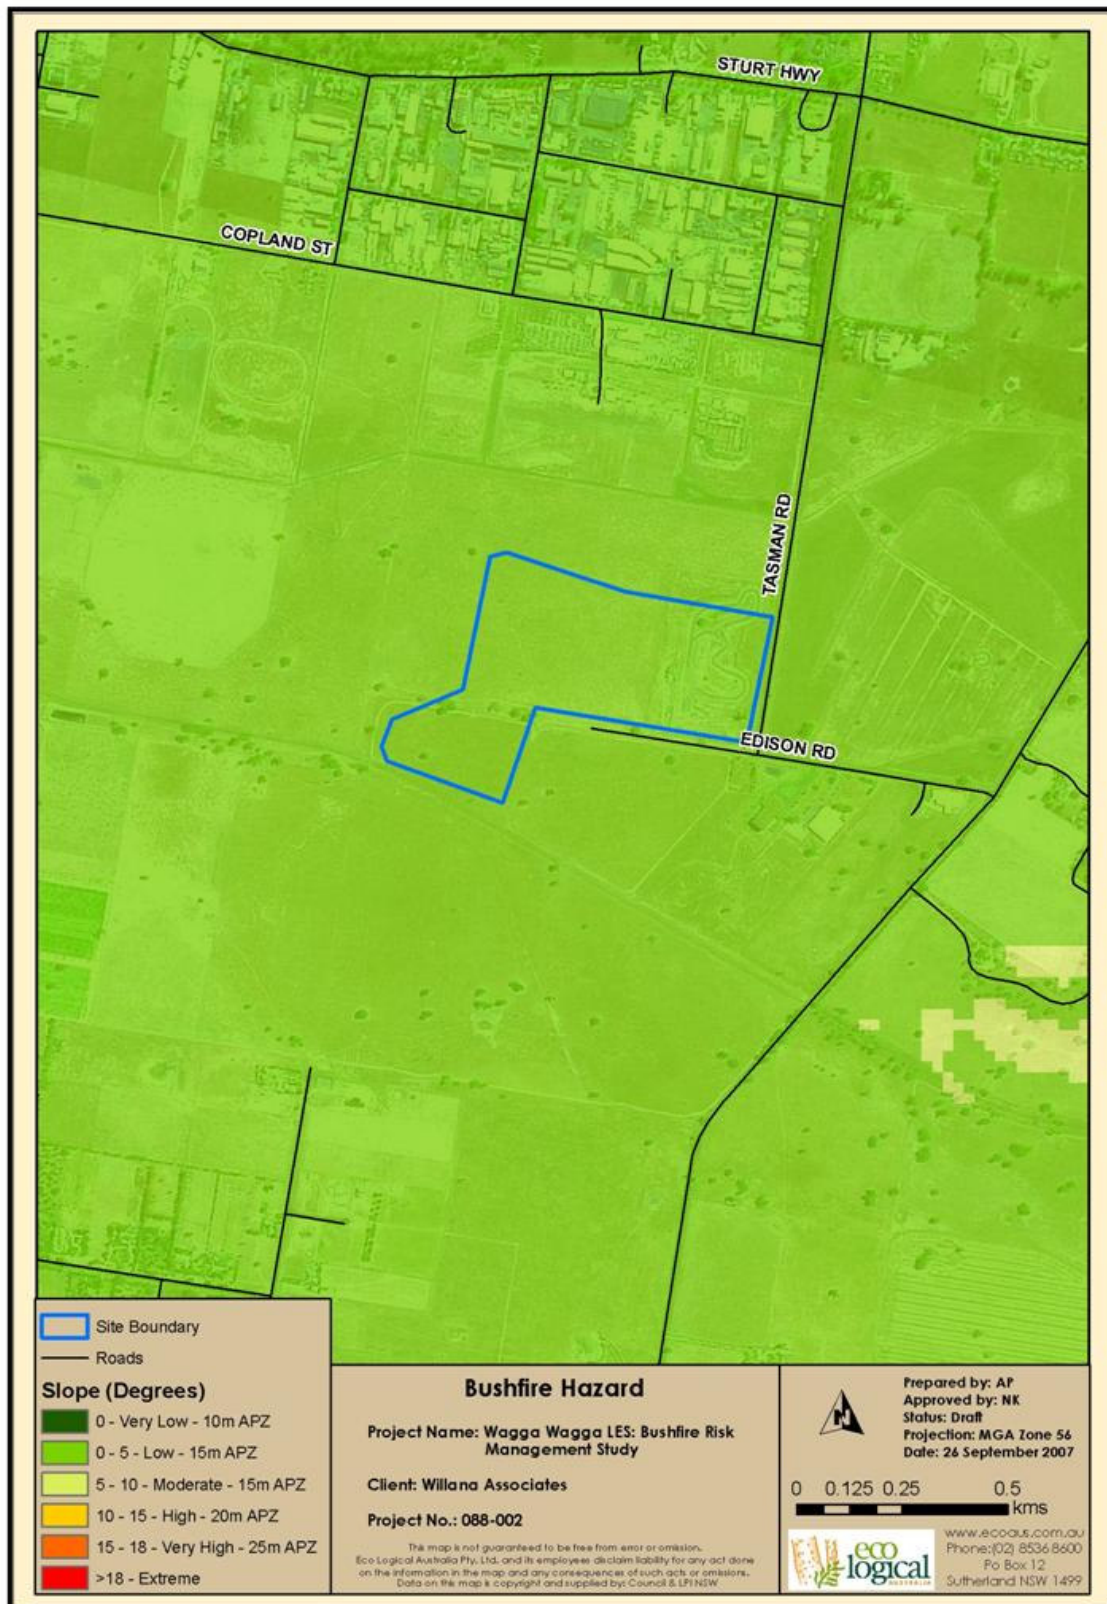 STURT HWY
COPLAND ST
TASMAN RD
EDISON RD
Site Boundary
Roads
Slope (Degrees)
0 - Very Low - 10m APZ
0 - 5 - Low - 15m APZ
5 - 10 - Moderate - 15m APZ
10 - 15 - High - 20m APZ
15 - 18 - Very High - 25m APZ
>18 - Extreme
Bushfire Hazard
Project Name: Wagga Wagga LES: Bushfire Risk
Management Study
Client: Willana Associates
Project No.: 088-002
This map is not guaranteed to be free from error or omission.
Eco Logical Australia Pty. Ltd. and its employees disclaim liability for any act done
on the information in the map and any consequences of such acts or omissions.
Data on this map is copyright and supplied by: Council & LPI NSW
N
Prepared by: AP
Approved by: NK
Status: Draft
Projection: MGA Zone 56
Date: 26 September 2007
0 0.125 0.25 0.5
kms
eco
logical
AUSTRALIA
www.ecoaus.com.au
Phone:(02) 8536 8600
Po Box 12
Sutherland NSW 1499